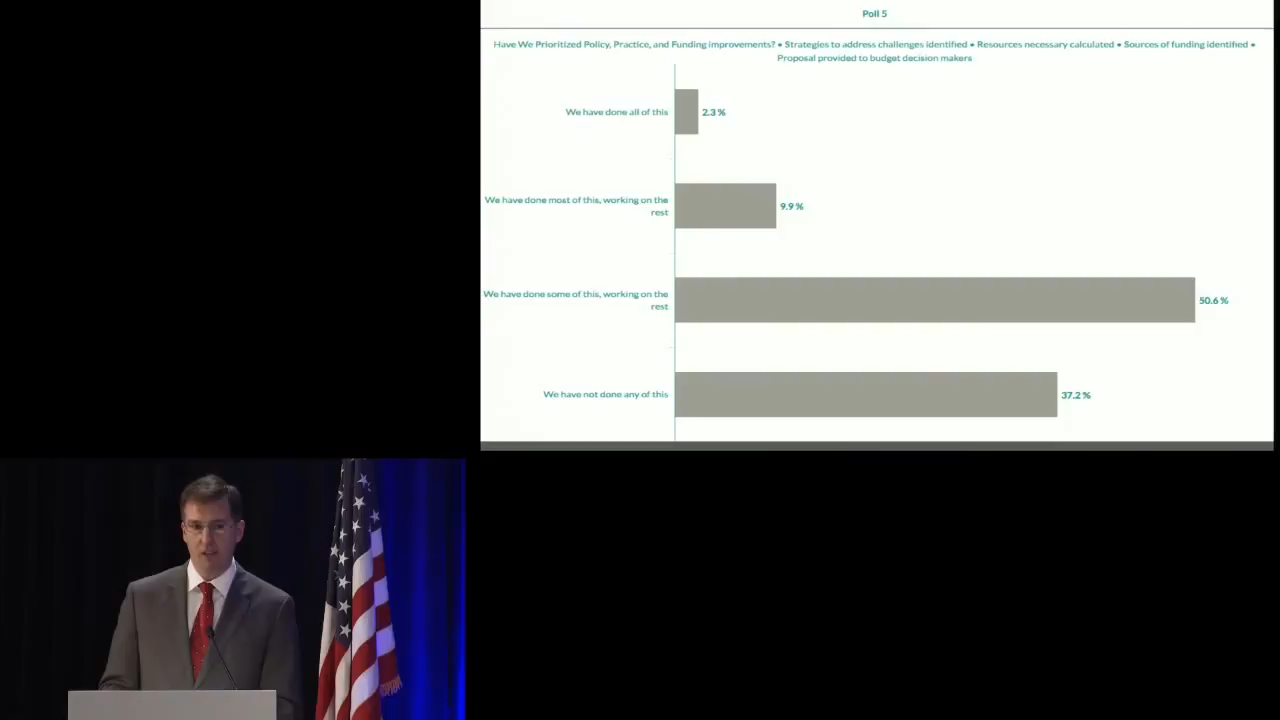 Poll 5
Have We Prioritized Policy, Practice, and Funding improvements? • Strategies to address challenges identified • Resources necessary calculated • Sources of funding identified •
Proposal provided to budget decision makers
We have done all of this
2.3 %
We have done most of this, working on the
rest
9.9 %
We have done some of this, working on the
rest
50.6 %
We have not done any of this
37.2 %